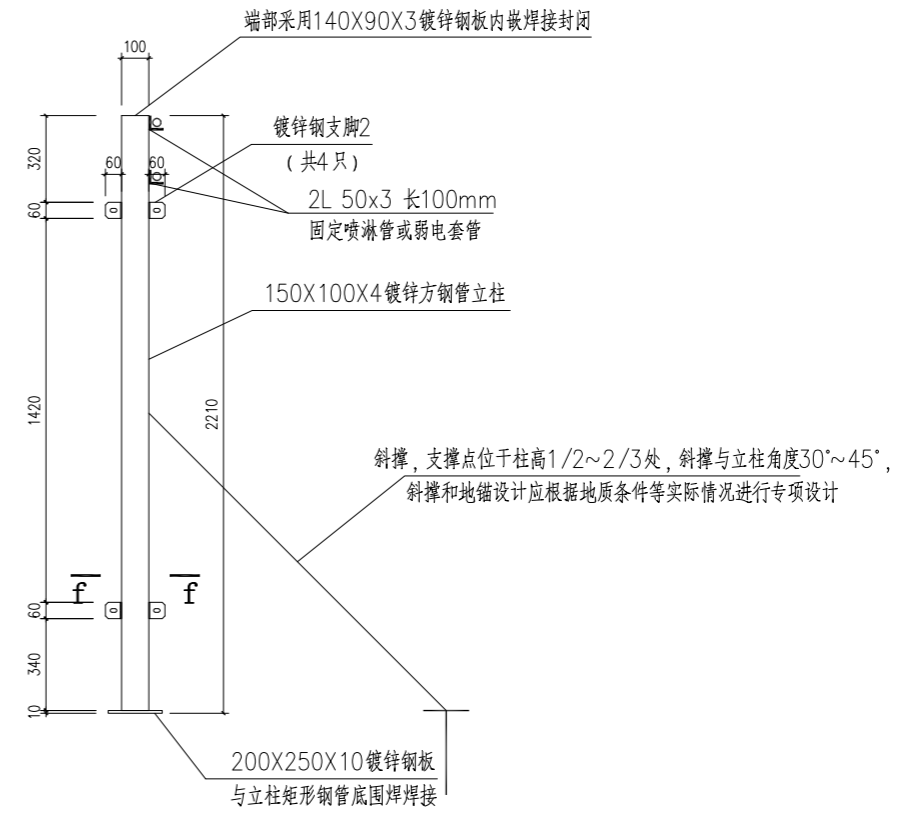 端部采用140X90X3镀锌钢板内嵌焊接封闭
100
镀锌钢支脚2
(共4只)
320
60
60
2L 50x3 长100mm
固定喷淋管或弱电套管
60
150X100X4镀锌方钢管立柱
1420
2210
斜撑,支撑点位于柱高1/2~2/3处,斜撑与立柱角度30°~45°,
斜撑和地锚设计应根据地质条件等实际情况进行专项设计
f
f
60
340
10
200X250X10镀锌钢板
与立柱矩形钢管底围焊焊接